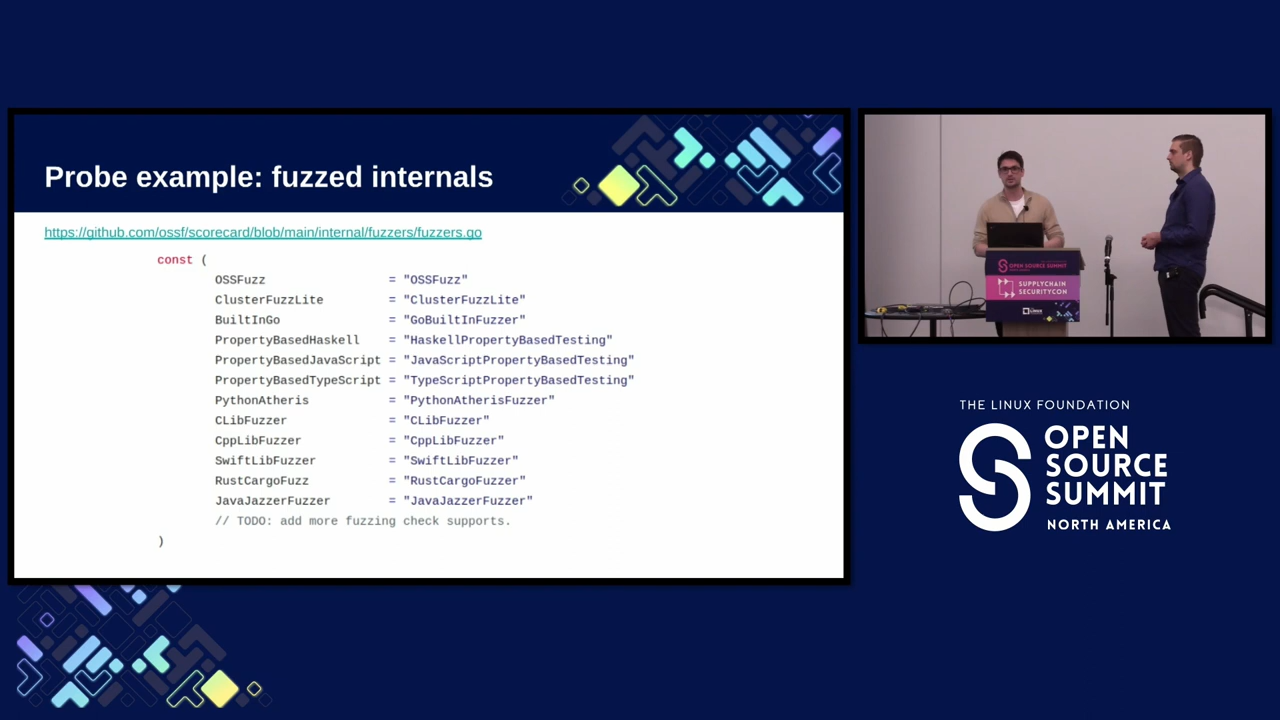 Probe example: fuzzed internals
https://github.com/ossf/scorecard/blob/main/internal/fuzzers/fuzzers.go
const (
OSSFuzz = "OSSFuzz"
ClusterFuzzLite = "ClusterFuzzLite"
BuiltInGo = "GoBuiltInFuzzer"
PropertyBasedHaskell = "HaskellPropertyBasedTesting"
PropertyBasedJavaScript = "JavaScriptPropertyBasedTesting"
PropertyBasedTypeScript = "TypeScriptPropertyBasedTesting"
PythonAtheris = "PythonAtherisFuzzer"
CLibFuzzer = "CLibFuzzer"
CppLibFuzzer = "CppLibFuzzer"
SwiftLibFuzzer = "SwiftLibFuzzer"
RustCargoFuzz = "RustCargoFuzzer"
JavaJazzerFuzzer = "JavaJazzerFuzzer"
// TODO: add more fuzzing check supports.
)
OPEN SOURCE SUMMIT
SUPPLYCHAIN
SECURITYCON
THE LINUX FOUNDATION
OPEN
SOURCE
SUMMIT
NORTH AMERICA